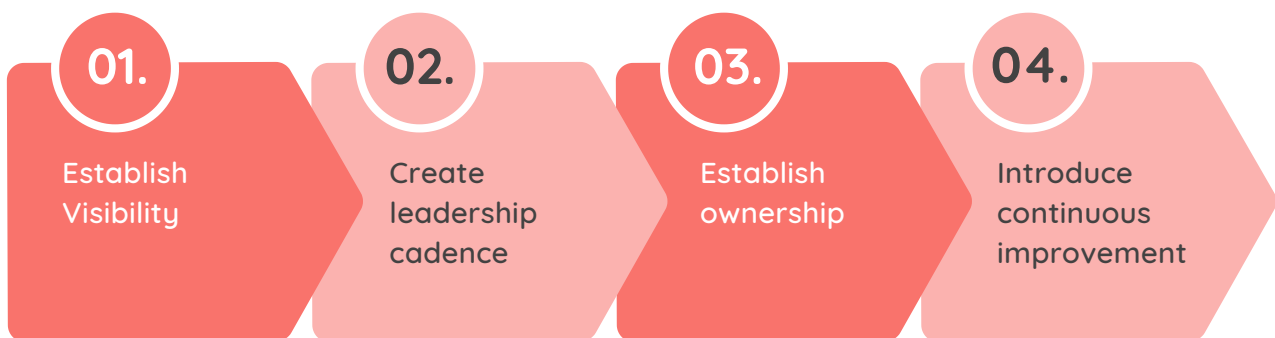 01.
Establish
Visibility
02.
Create
leadership
cadence
03.
Establish
ownership
04.
Introduce
continuous
improvement